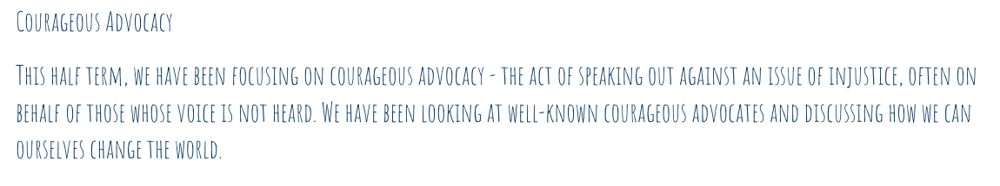 Courageous Advocacy
This half term, we have been focusing on courageous advocacy - the act of speaking out against an issue of injustice, often on
behalf of those whose voice is not heard. We have been looking at well-known courageous advocates and discussing how we can
ourselves change the world.